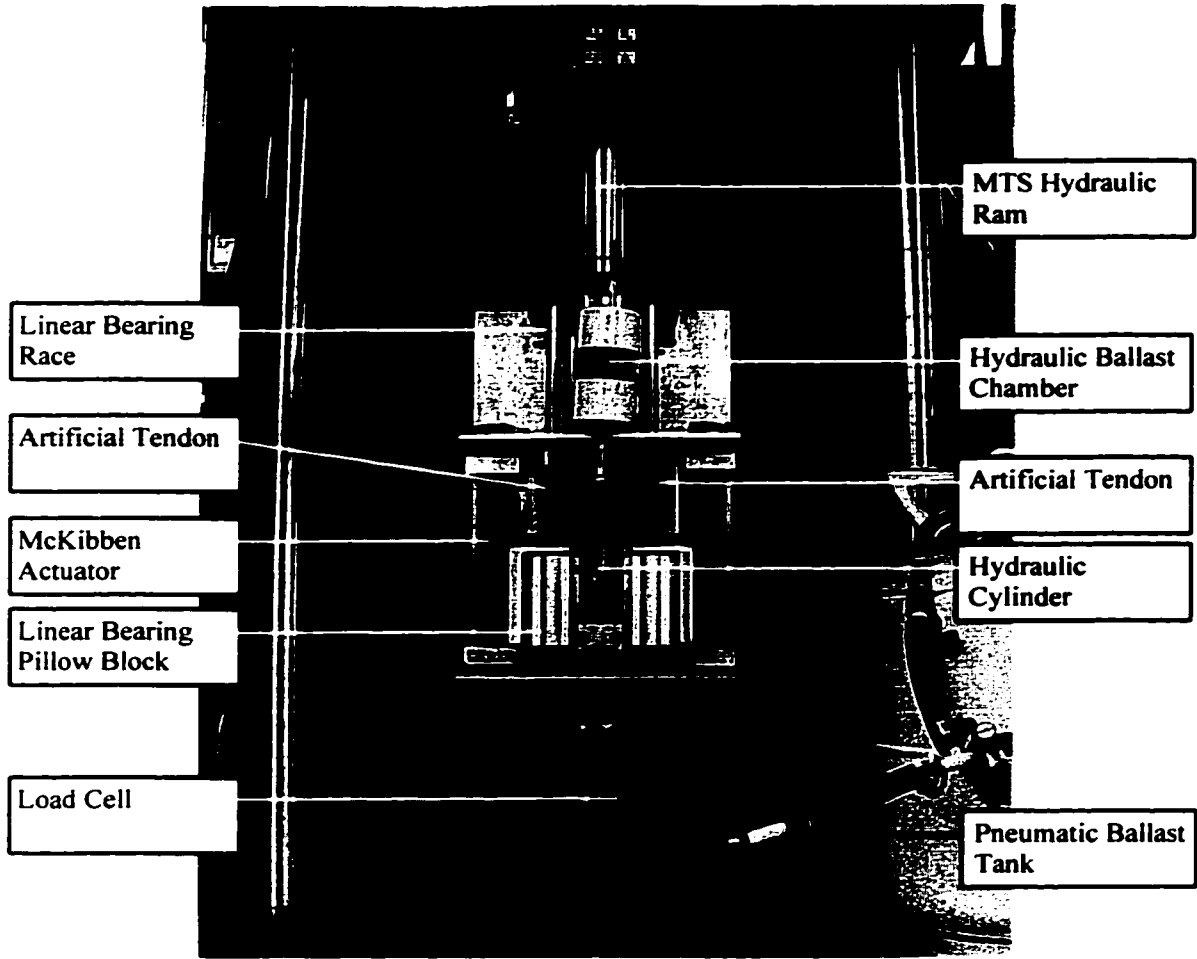 MTS Hydraulic
Ram
Linear Bearing
Race
Hydraulic Ballast
Chamber
Artificial Tendon
Artificial Tendon
McKibben
Actuator
Hydraulic
Cylinder
Linear Bearing
Pillow Block
Load Cell
Pneumatic Ballast
Tank